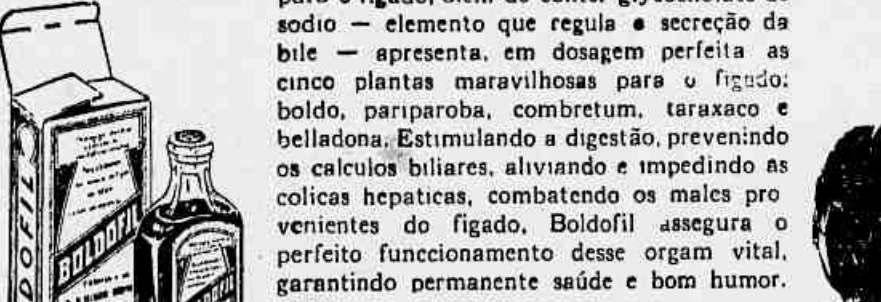 sodio — elemento que regula a secreção da
bile — apresenta, em dosagem perfeita as
cinco plantas maravilhosas para o figado:
boldo, pariparoba, combretum, taraxaco e
belladona. Estimulando a digestão, prevenindo
os calculos biliares, aliviando e impedindo as
colicas hepaticas, combatendo os males pro
venientes do figado, Boldofil assegura o
perfeito funccionamento desse orgam vital,
garantindo permanente saúde e bom humor.
DOFIL
BOLDOFIL